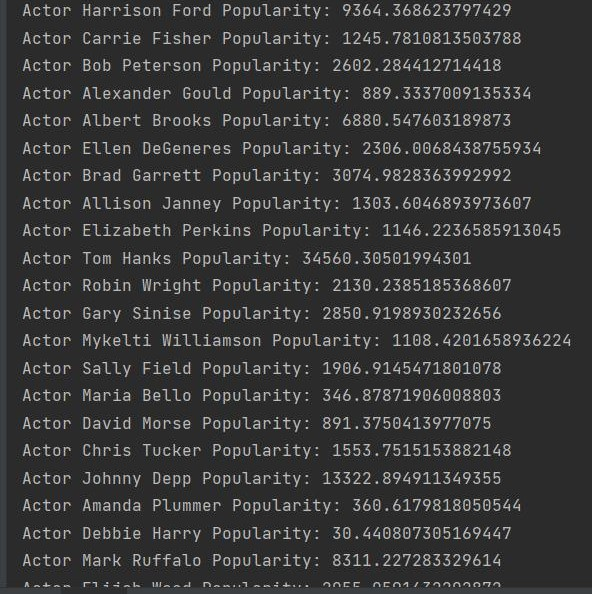 Actor Harrison Ford Popularity: 9364.368623797429
Actor Carrie Fisher Popularity: 1245.7810813503788
Actor Bob Peterson Popularity: 2602.284412714418
Actor Alexander Gould Popularity: 889.3337009135334
Actor Albert Brooks Popularity: 6880.547603189873
Actor Ellen DeGeneres Popularity: 2306.0068438755934
Actor Brad Garrett Popularity: 3074.9828363992992
Actor Allison Janney Popularity: 1303.6046893973607
Actor Elizabeth Perkins Popularity: 1146.2236585913045
Actor Tom Hanks Popularity: 34560.30501994301
Actor Robin Wright Popularity: 2130.2385185368607
Actor Gary Sinise Popularity: 2850.9198930232656
Actor Mykelti Williamson Popularity: 1108.4201658936224
Actor Sally Field Popularity: 1906.9145471801078
Actor Maria Bello Popularity: 346.87871906008803
Actor David Morse Popularity: 891.3750413977075
Actor Chris Tucker Popularity: 1553.7515153882148
Actor Johnny Depp Popularity: 13322.894911349355
Actor Amanda Plummer Popularity: 360.6179818050544
Actor Debbie Harry Popularity: 30.440807305169447
Actor Mark Ruffalo Popularity: 8311.227283329614
Actor Elijah Wood Popularity: